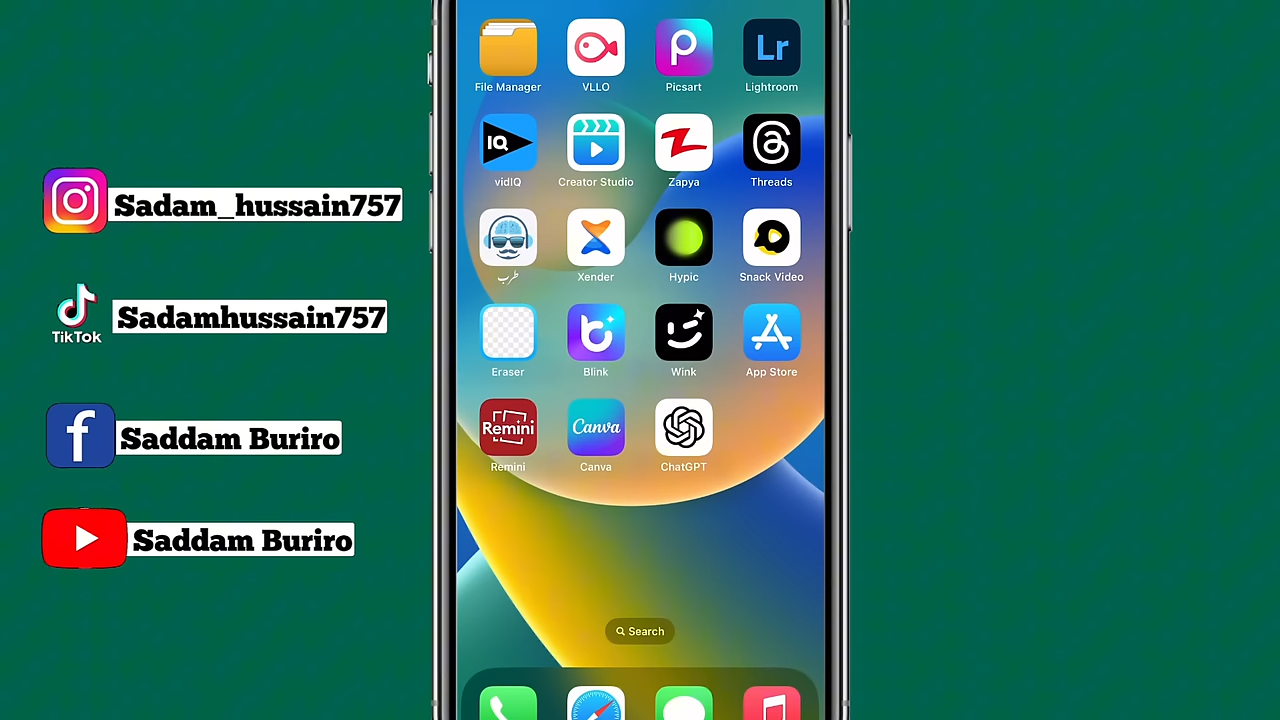 File Manager VLLO Picsart Lightroom
Lr
IQ
vidIQ Creator Studio Zapya Threads
طرب Xender Hypic Snack Video
Eraser Blink Wink App Store
Remini Canva
Remini Canva ChatGPT
Search
Sadam_hussain757
TikTok
Sadamhussain757
Saddam Buriro
Saddam Buriro